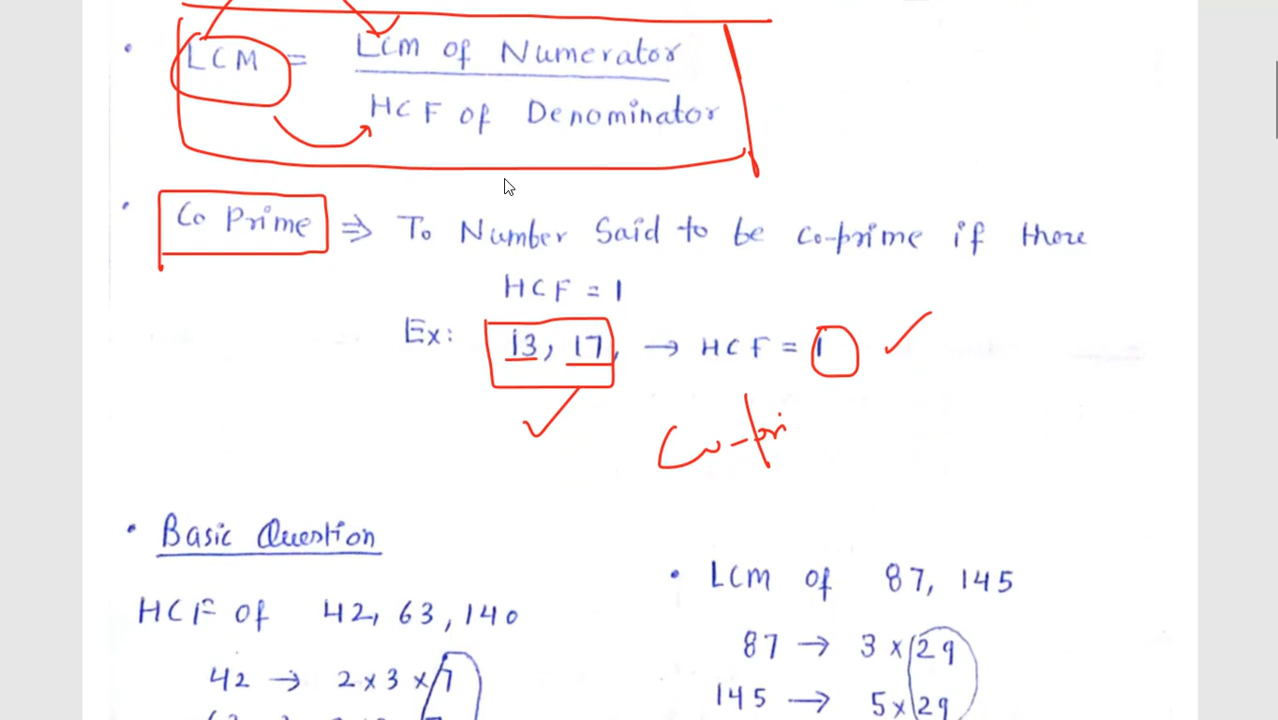 • LCM = Lcm of Numerator
HCF of Denominator
• Co Prime ⇒ To Number Said to be Co-prime if there
HCF = 1
Ex: 13, 17, → HCF = 1
Co-pri
• Basic Question
HCF of 42, 63, 140
42 → 2 x 3 x 7
• LCM of 87, 145
87 → 3 x 29
145 → 5 x 29